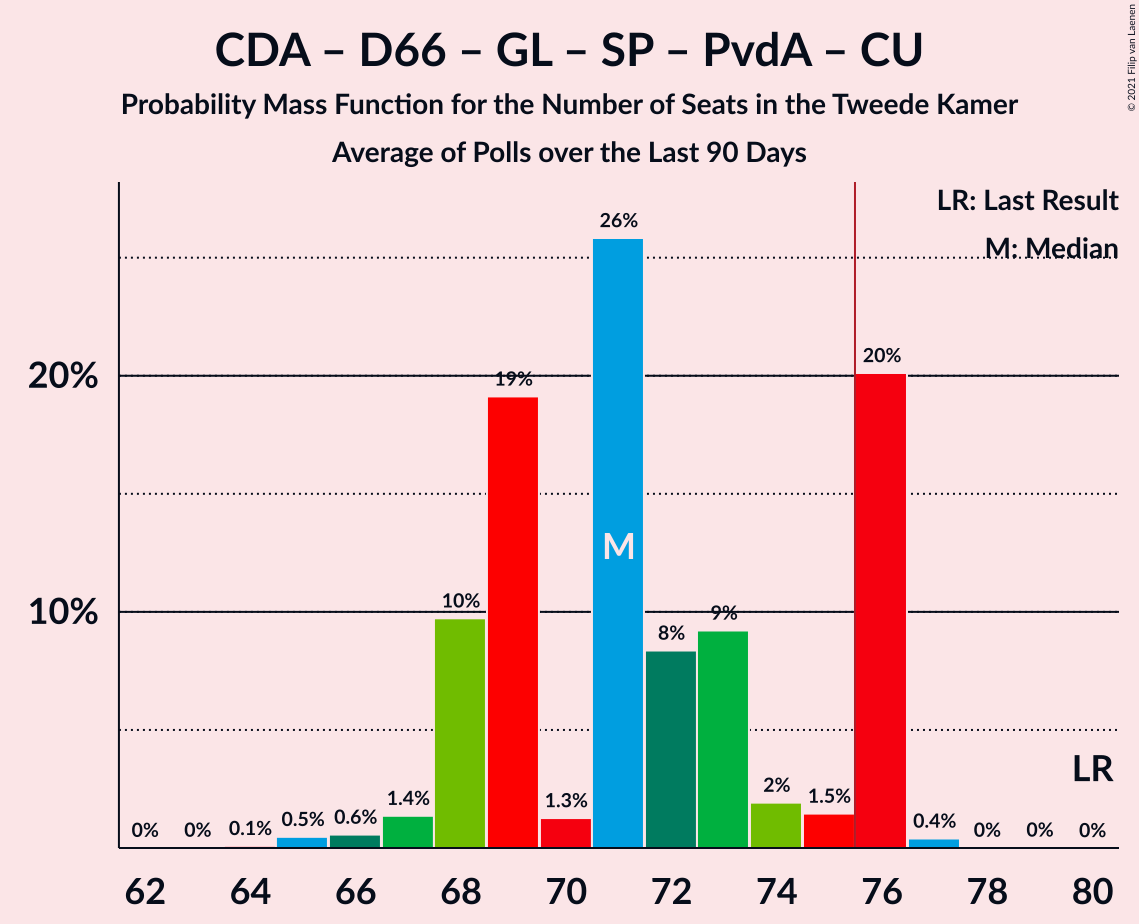 CDA – D66 – GL – SP – PvdA – CU
Probability Mass Function for the Number of Seats in the Tweede Kamer
Average of Polls over the Last 90 Days
© 2021 Filip van Laenen
LR: Last Result
M: Median
20%
10%
0%
0%
0.1%
0.5%
0.6%
1.4%
10%
19%
1.3%
26%
8%
9%
2%
1.5%
20%
0.4%
0%
0%
0%
M
LR
62 64 66 68 70 72 74 76 78 80